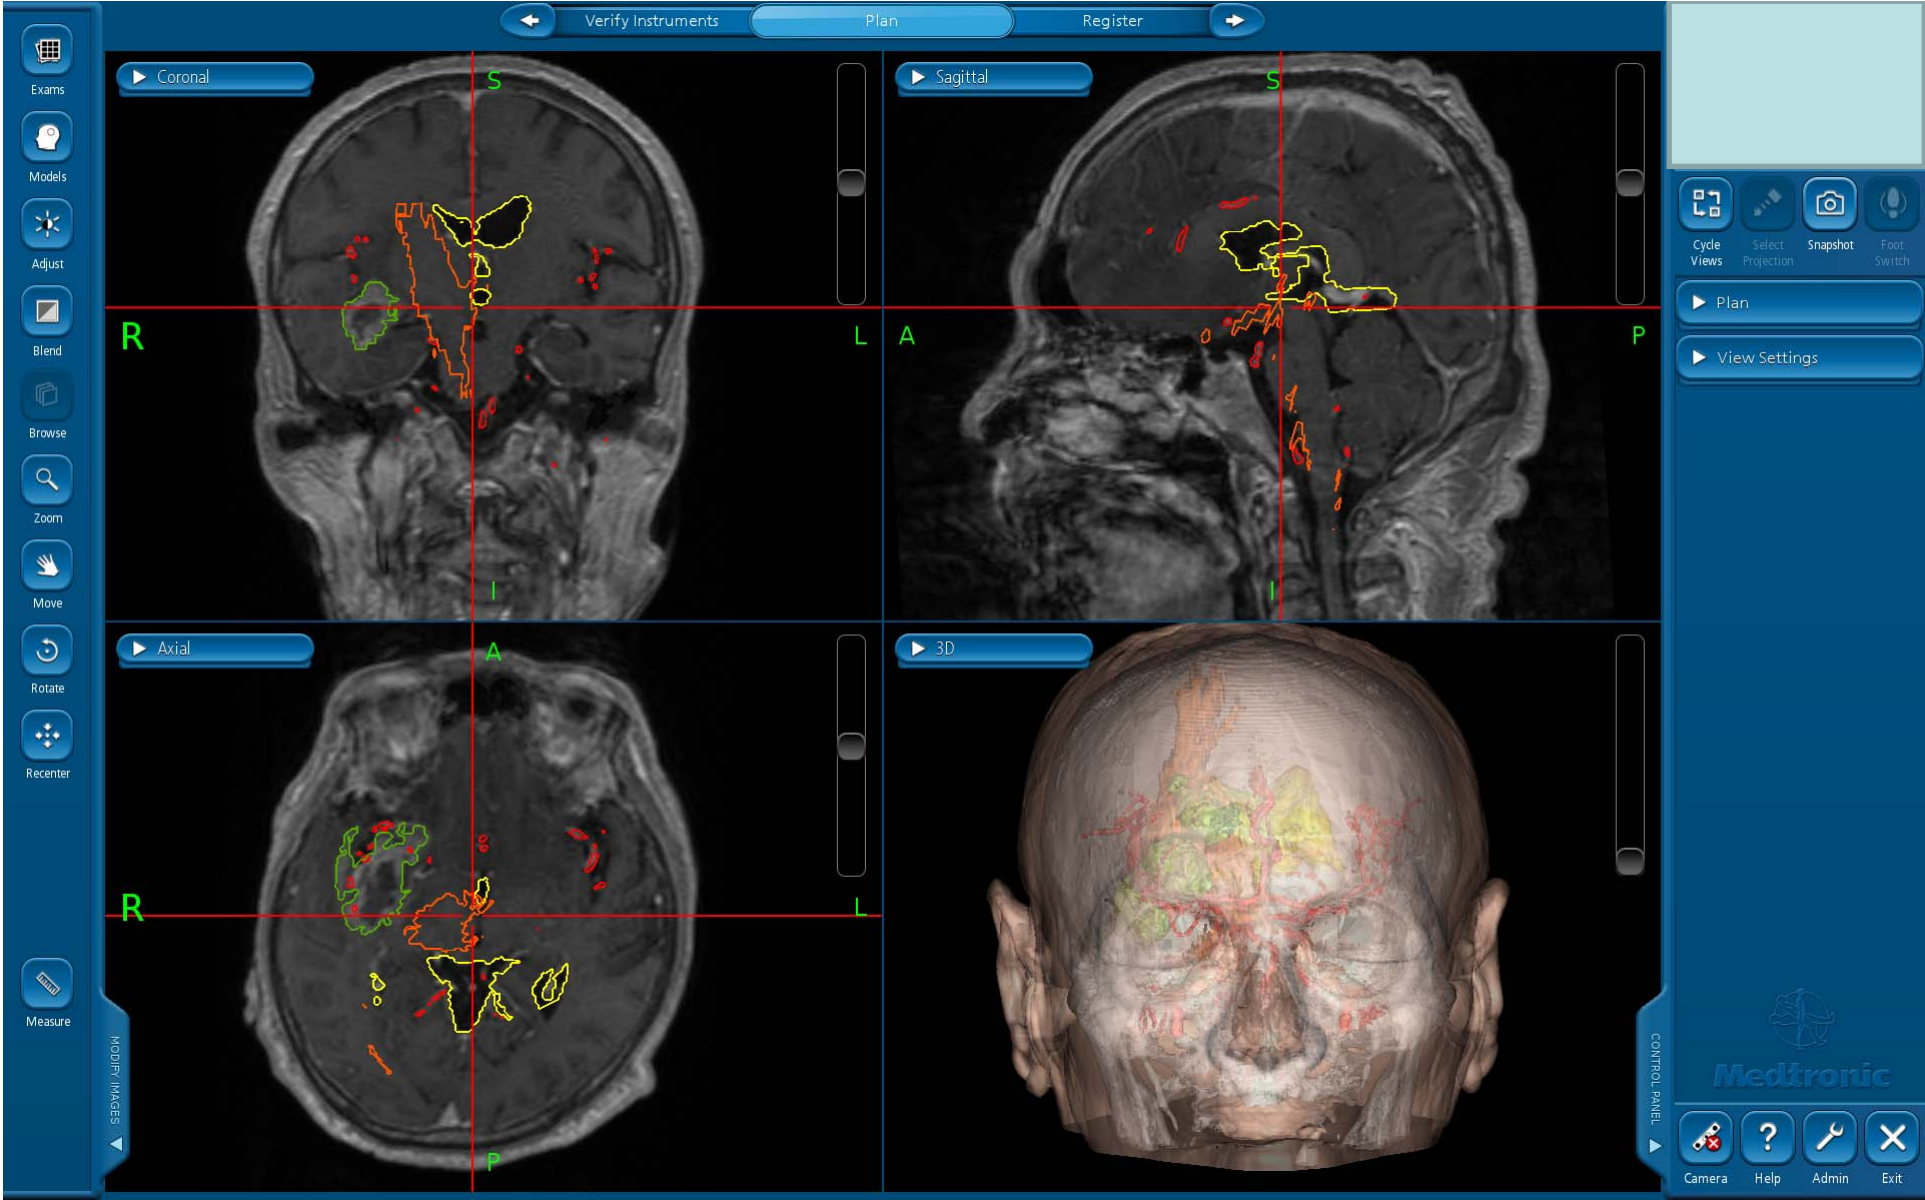 Verify Instruments
Plan
Register
Exams
Models
Adjust
Blend
Browse
Zoom
Move
Rotate
Recenter
Measure
MODIFY IMAGES
Coronal
S
R
L
I
Sagittal
S
A
P
I
Axial
A
R
L
P
3D
Cycle Views
Select Projection
Snapshot
Foot Switch
Plan
View Settings
CONTROL PANEL
Medtronic
Camera
Help
Admin
Exit